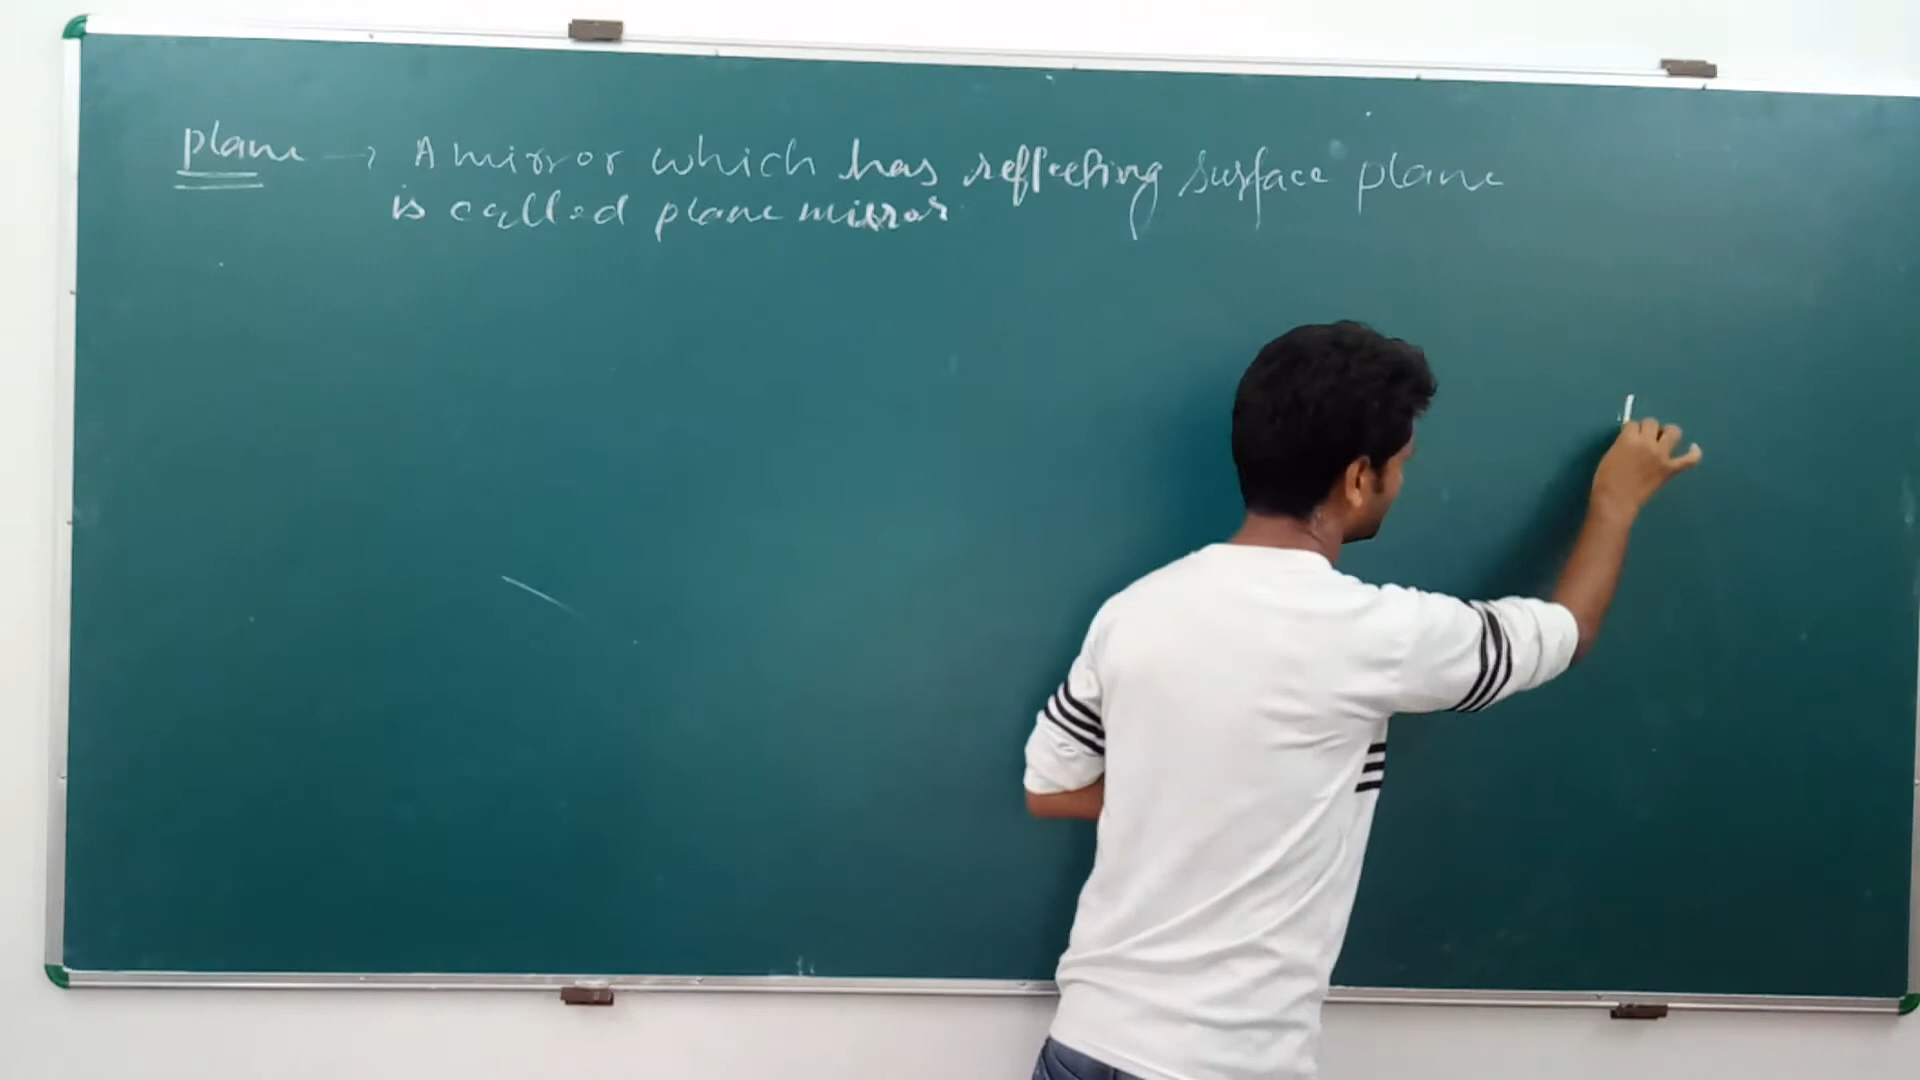 plane → A mirror which has reflecting surface plane
is called plane mirror